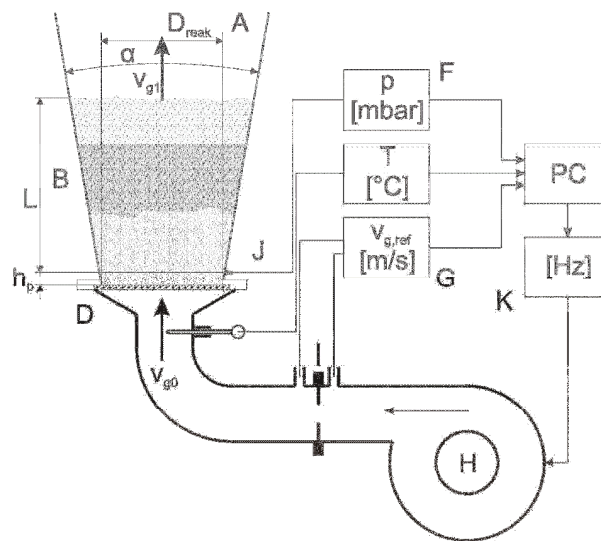 D_reak A
α
v_g1
p
[mbar]
F
T
[°C]
PC
B
L
v_g,ref
[m/s]
J
G
h_p
D
[Hz]
K
v_g0
H